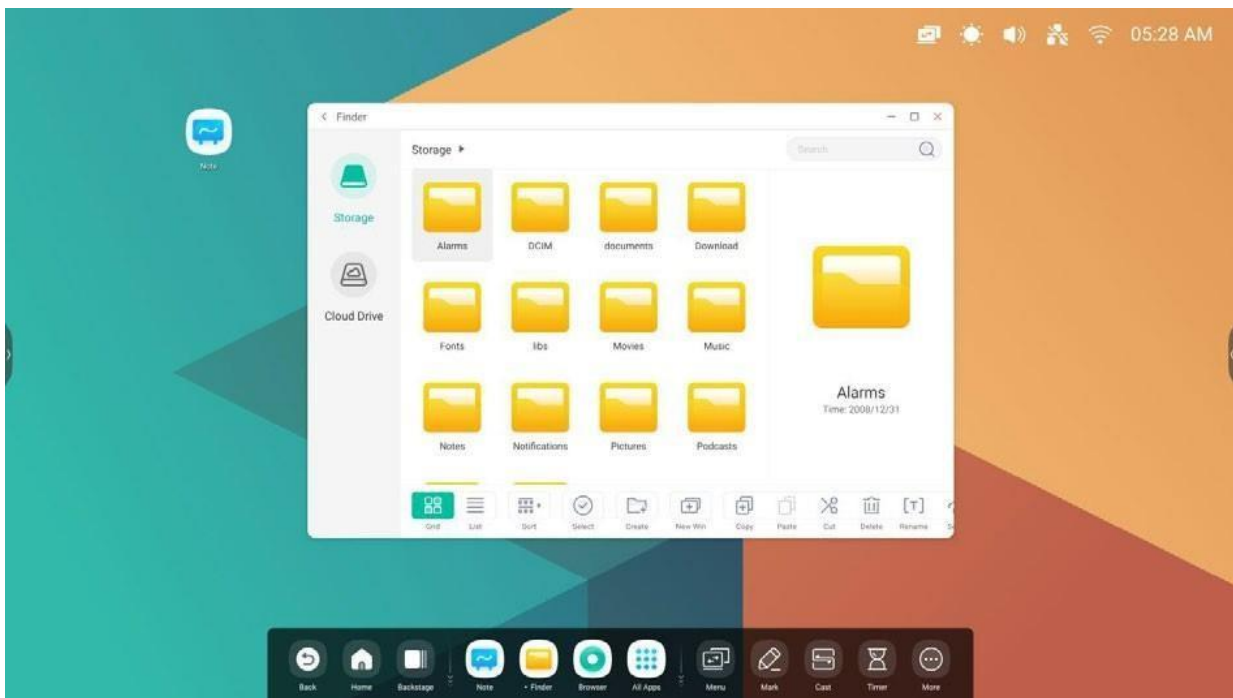 05:28 AM
Note
Finder
Storage
Search
Storage
Cloud Drive
Alarms
DCIM
documents
Download
Fonts
libs
Movies
Music
Notes
Notifications
Pictures
Podcasts
Alarms
Time: 2008/12/31
Grid
List
Sort
Select
Create
New Win
Copy
Paste
Cut
Delete
Rename
[T]
Back
Home
Backstage
Note
• Finder
Browser
All Apps
Menu
Mark
Cast
Timer
More